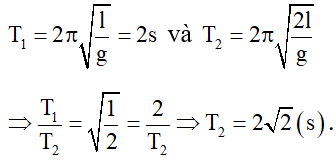 T₁ = 2π√(l/g) = 2s và T₂ = 2π√(2l/g)
⇒ T₁/T₂ = √(1/2) = 2/T₂ ⇒ T₂ = 2√2 (s).